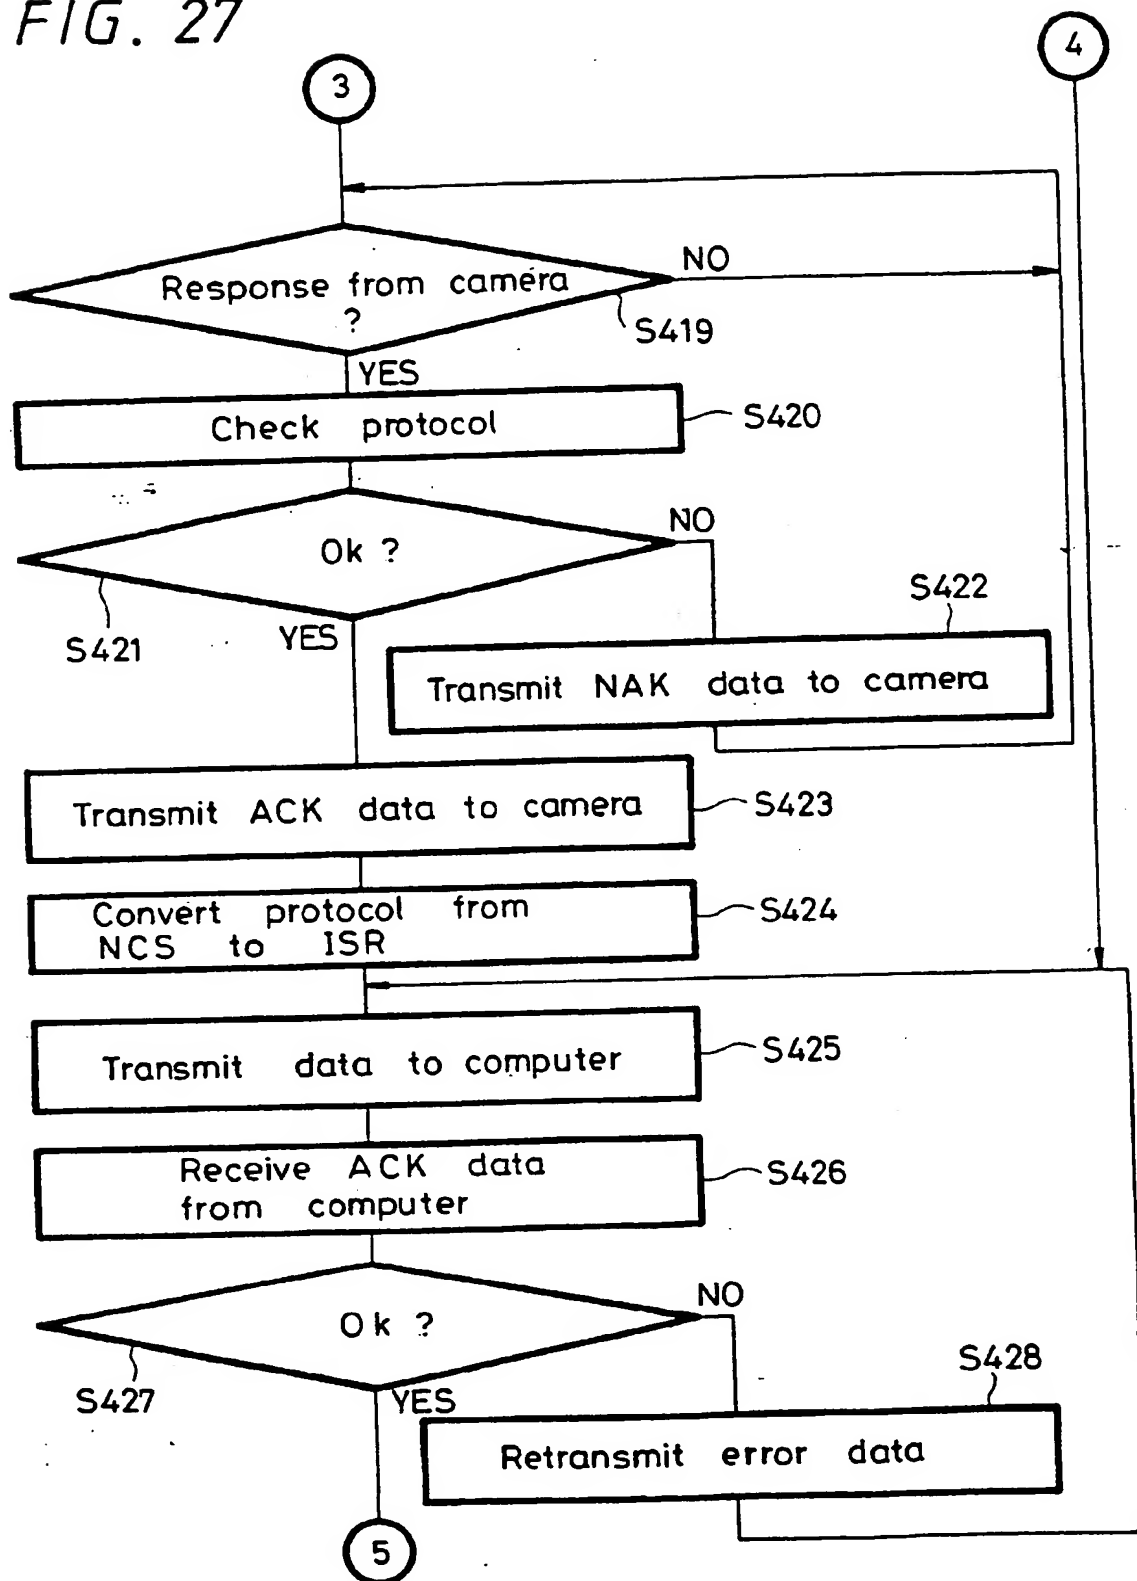 FIG. 27
3
4
Response from camera
?
NO
S419
YES
Check protocol
S420
Ok ?
NO
S421
YES
S422
Transmit NAK data to camera
Transmit ACK data to camera
S423
Convert protocol from
NCS to ISR
S424
Transmit data to computer
S425
Receive ACK data
from computer
S426
Ok ?
NO
S427
YES
S428
Retransmit error data
5